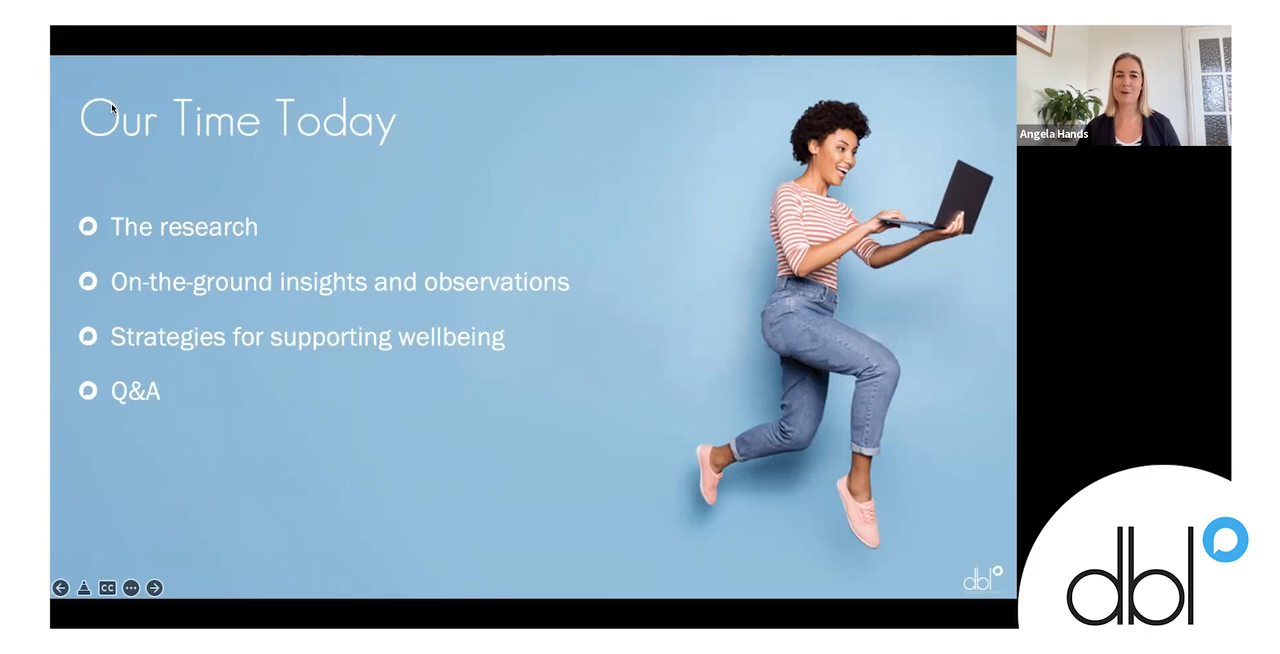 Our Time Today
The research
On-the-ground insights and observations
Strategies for supporting wellbeing
Q&A
CC
dbl
Angela Hands
dbl